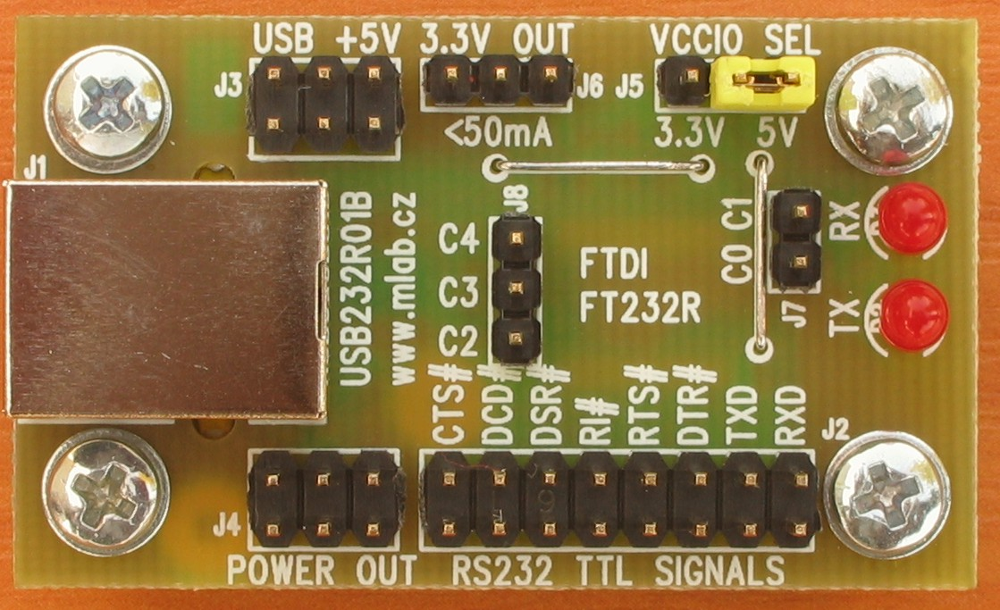 USB +5V
3.3V OUT
VCCIO SEL
J3
J6
J5
<50mA
3.3V
5V
J1
J8
USB232R01B
www.mlab.cz
C4
C3
C2
FTDI
FT232R
C0 C1
J7
RX
TX
CTS#
DCD#
DSR#
RI#
RTS#
DTR#
TXD
RXD
J2
J4
POWER OUT
RS232 TTL SIGNALS